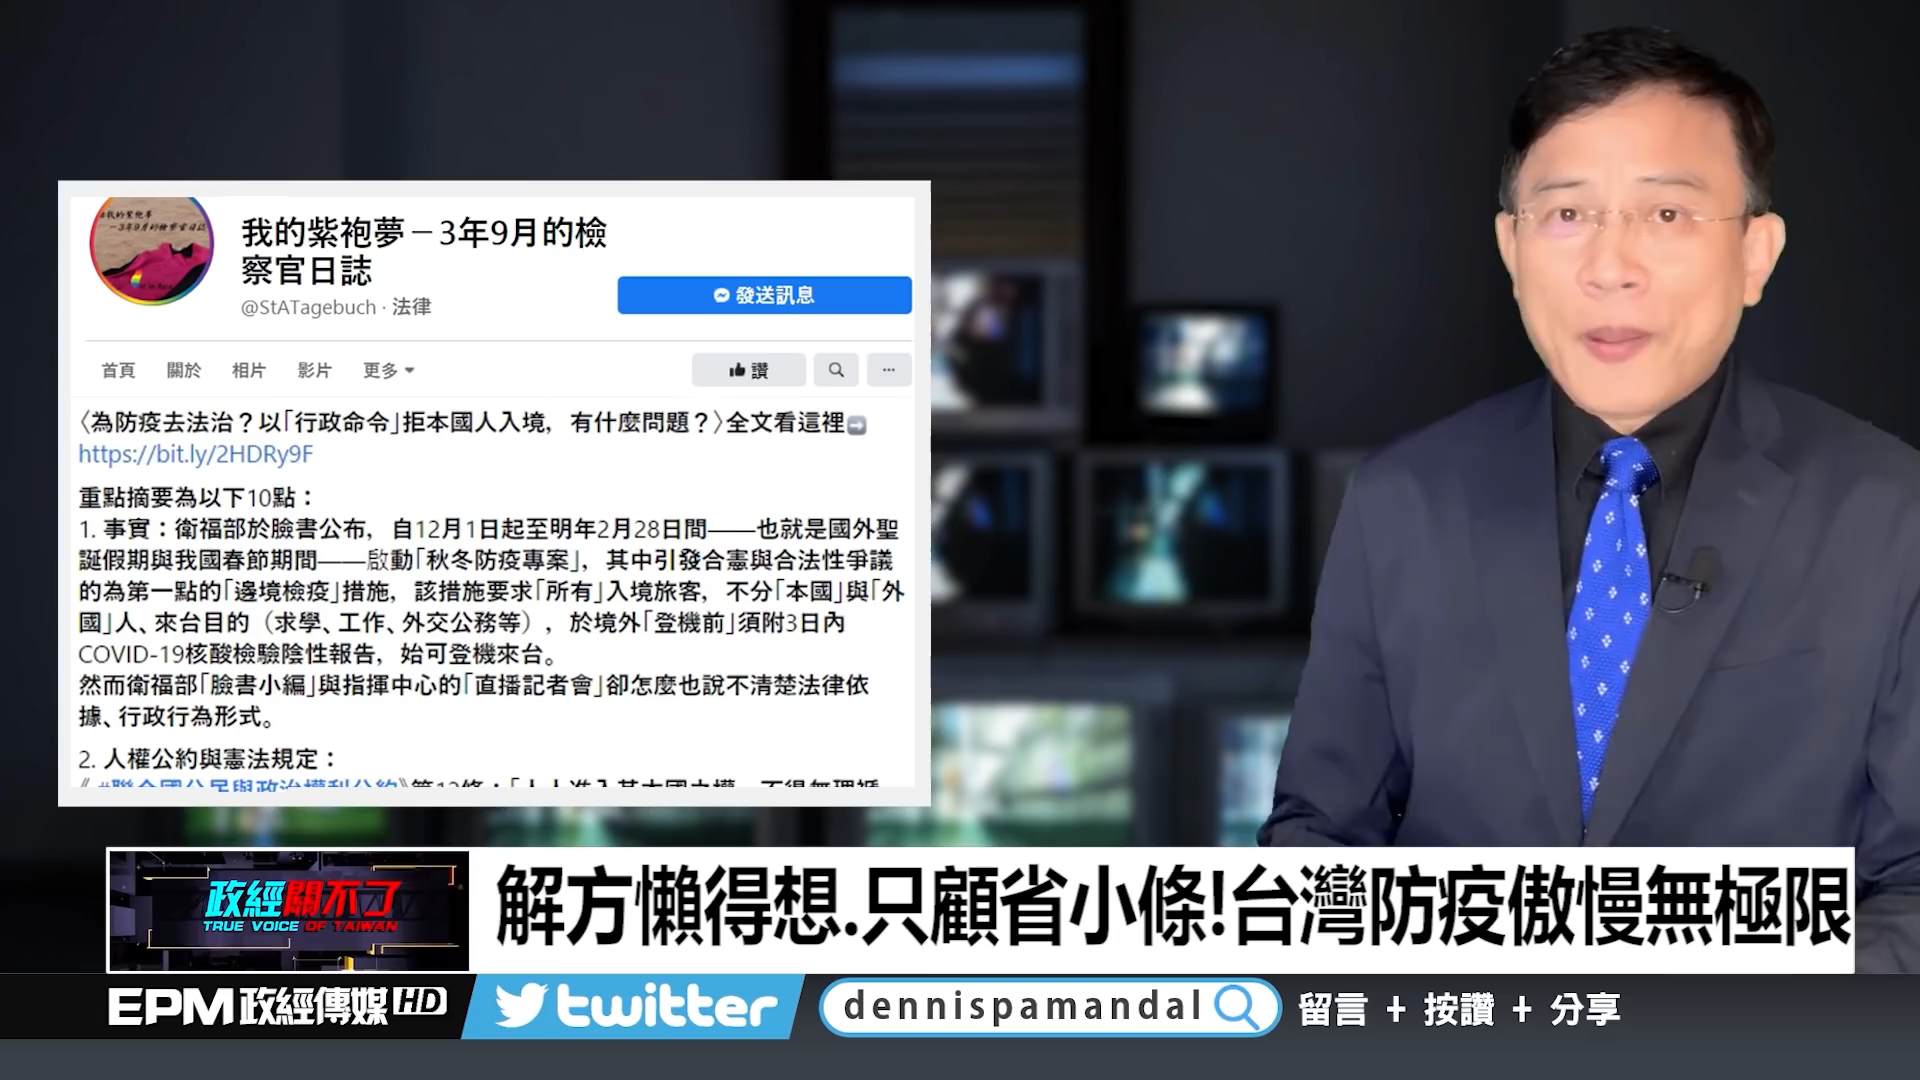 我的紫袍夢－3年9月的檢
察官日誌
@StATagebuch · 法律
發送訊息
首頁 關於 相片 影片 更多
讚
〈為防疫去法治？以「行政命令」拒本國人入境，有什麼問題？〉全文看這裡
https://bit.ly/2HDRy9F
重點摘要為以下10點：
1. 事實：衛福部於臉書公布，自12月1日起至明年2月28日間——也就是國外聖
誕假期與我國春節期間——啟動「秋冬防疫專案」，其中引發合憲與合法性爭議
的為第一點的「邊境檢疫」措施，該措施要求「所有」入境旅客，不分「本國」與「外
國」人、來台目的（求學、工作、外交公務等），於境外「登機前」須附3日內
COVID-19核酸檢驗陰性報告，始可登機來台。
然而衛福部「臉書小編」與指揮中心的「直播記者會」卻怎麼也說不清楚法律依
據、行政行為形式。
2. 人權公約與憲法規定：
政經關不了
TRUE VOICE OF TAIWAN
解方懶得想.只顧省小條!台灣防疫傲慢無極限
EPM政經傳媒HD
twitter
dennispamandal
留言 + 按讚 + 分享